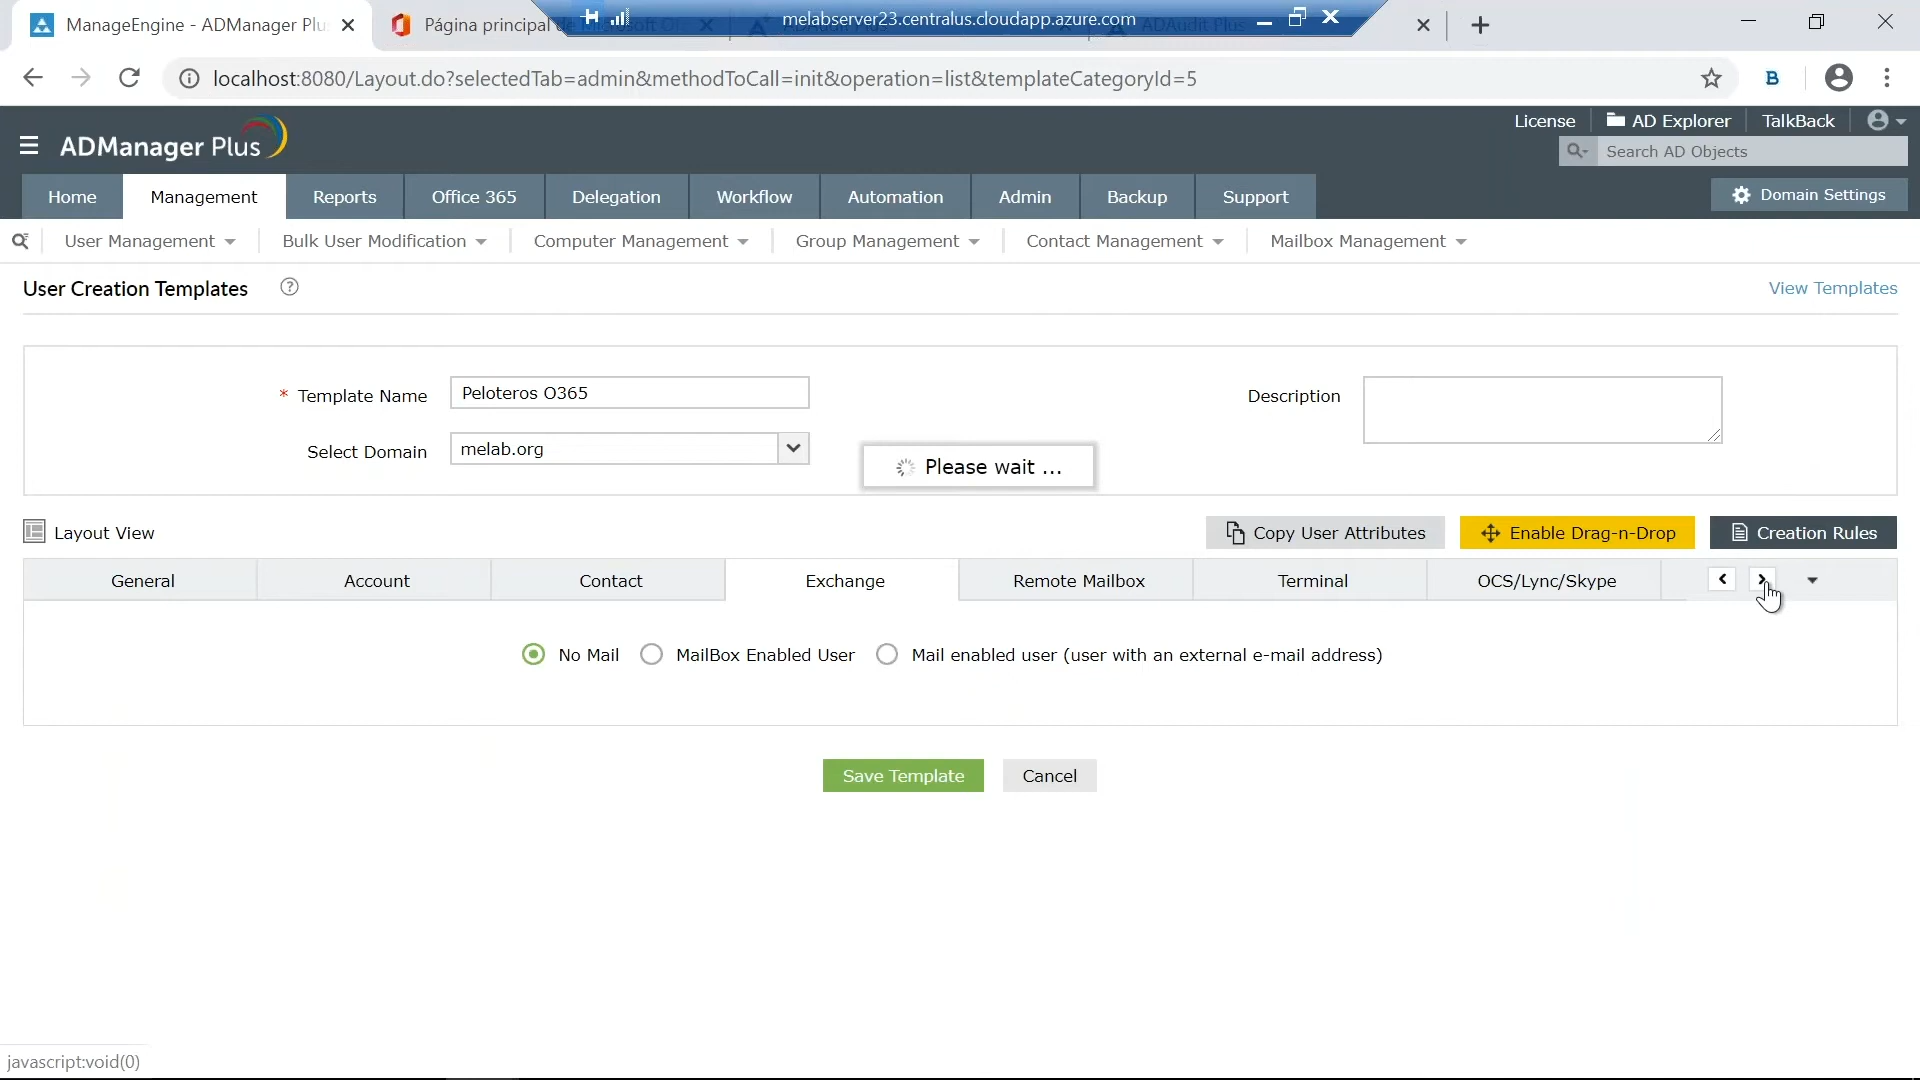 ManageEngine - ADManager Plu
Página principal de
melabserver23.centralus.cloudapp.azure.com
ADAudit Plus
localhost:8080/Layout.do?selectedTab=admin&methodToCall=init&operation=list&templateCategoryId=5
License
AD Explorer
TalkBack
ADManager Plus
Search AD Objects
Home
Management
Reports
Office 365
Delegation
Workflow
Automation
Admin
Backup
Support
Domain Settings
User Management
Bulk User Modification
Computer Management
Group Management
Contact Management
Mailbox Management
User Creation Templates
View Templates
* Template Name
Peloteros O365
Description
Select Domain
melab.org
Please wait ...
Layout View
Copy User Attributes
Enable Drag-n-Drop
Creation Rules
General
Account
Contact
Exchange
Remote Mailbox
Terminal
OCS/Lync/Skype
No Mail
MailBox Enabled User
Mail enabled user (user with an external e-mail address)
Save Template
Cancel
javascript:void(0)